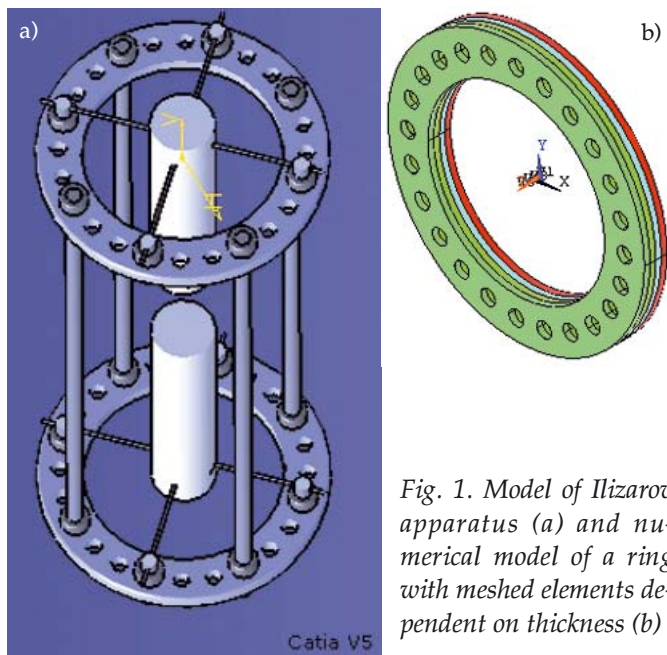 a)
b)
Y
X
Catia V5
Fig. 1. Model of Ilizarov
apparatus (a) and nu-
merical model of a ring
with meshed elements de-
pendent on thickness (b)